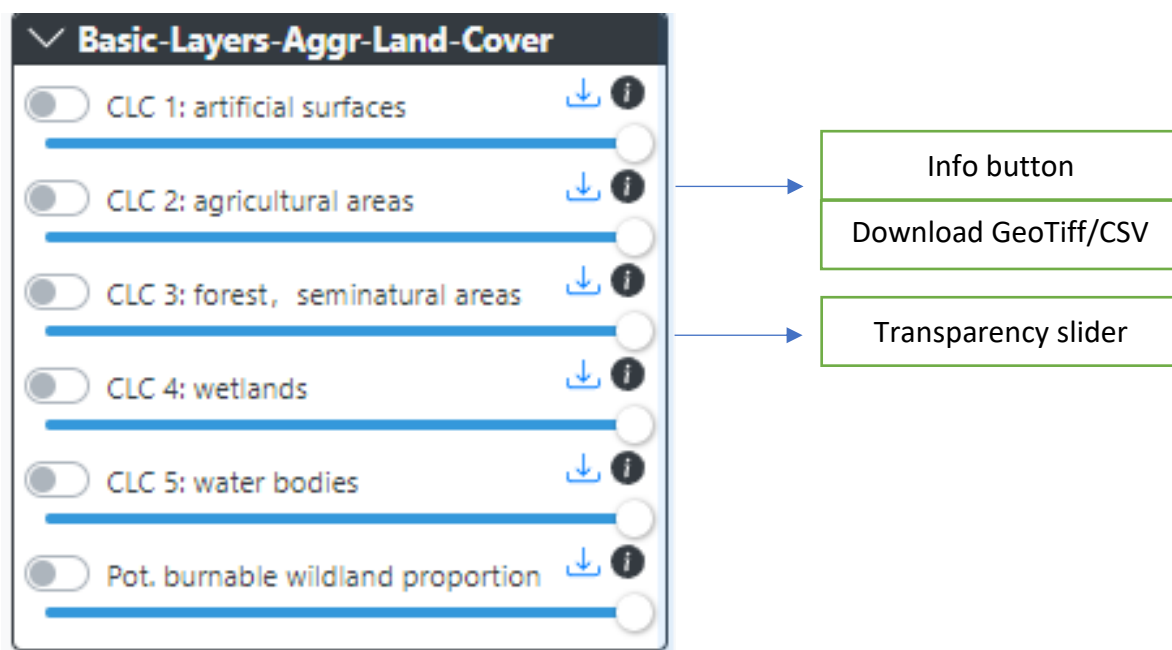 Basic-Layers-Aggr-Land-Cover
CLC 1: artificial surfaces
CLC 2: agricultural areas
CLC 3: forest, seminatural areas
CLC 4: wetlands
CLC 5: water bodies
Pot. burnable wildland proportion
Info button
Download GeoTiff/CSV
Transparency slider